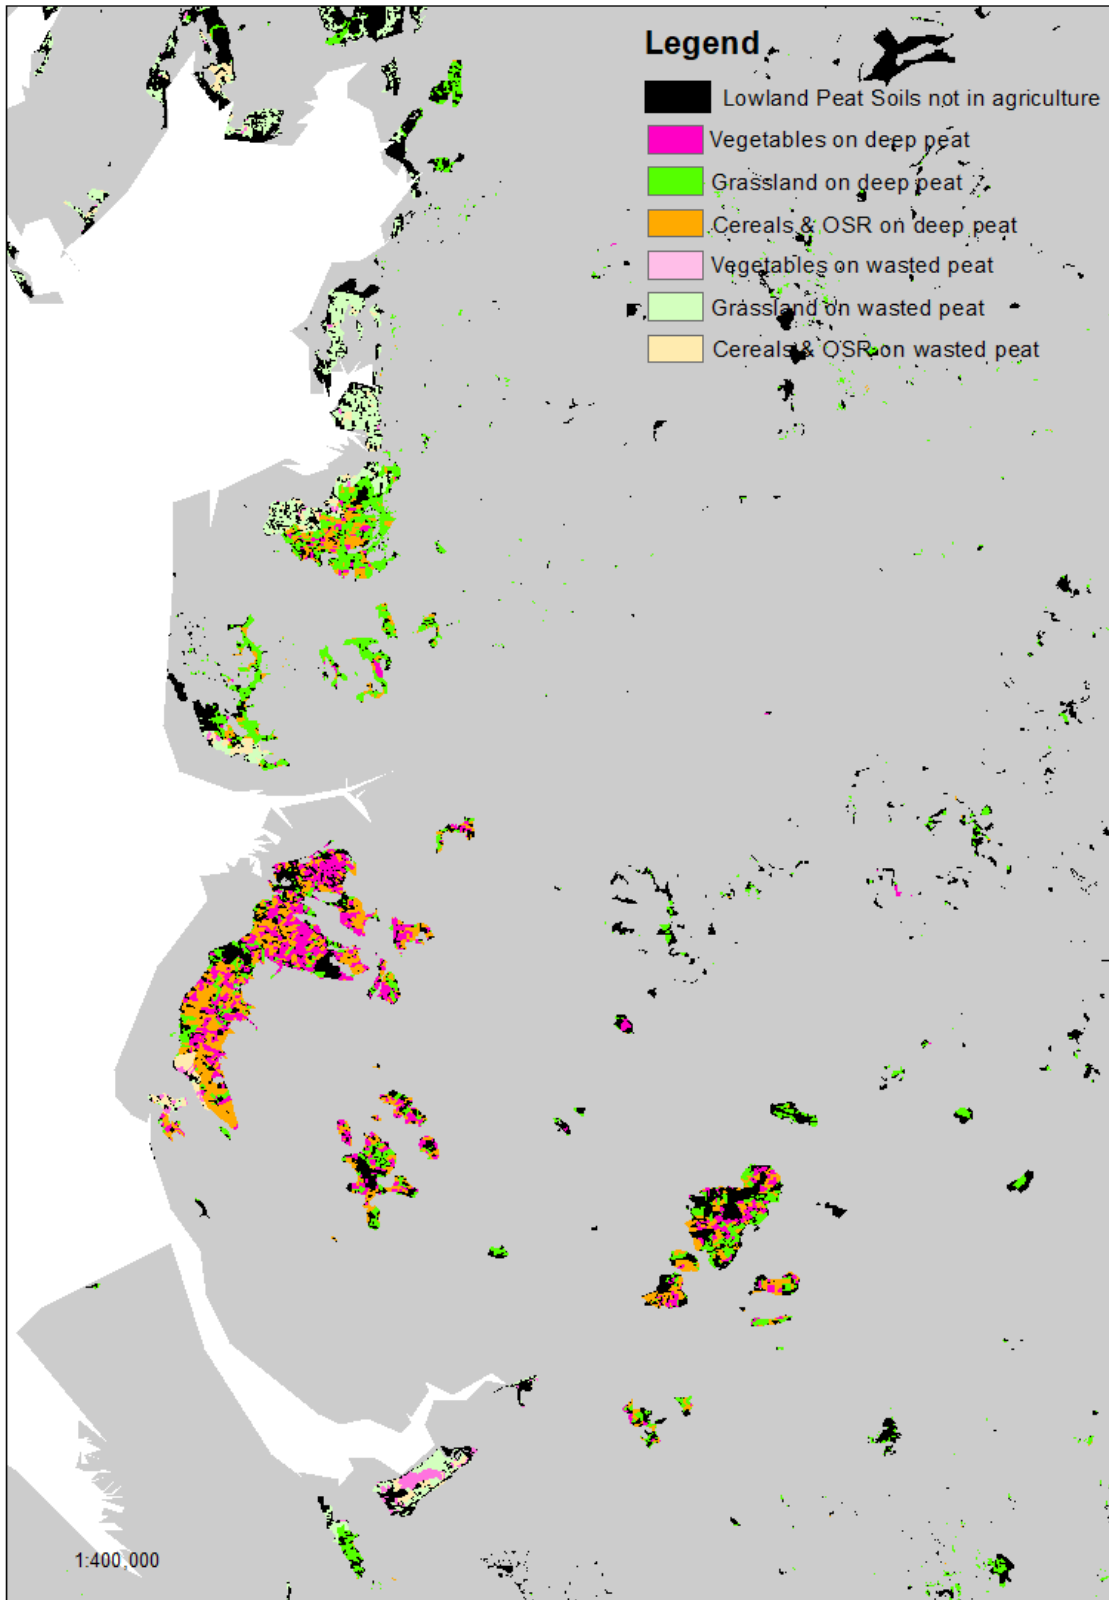 Legend
Lowland Peat Soils not in agriculture
Vegetables on deep peat
Grassland on deep peat
Cereals & OSR on deep peat
Vegetables on wasted peat
Grassland on wasted peat
Cereals & OSR on wasted peat
1:400,000